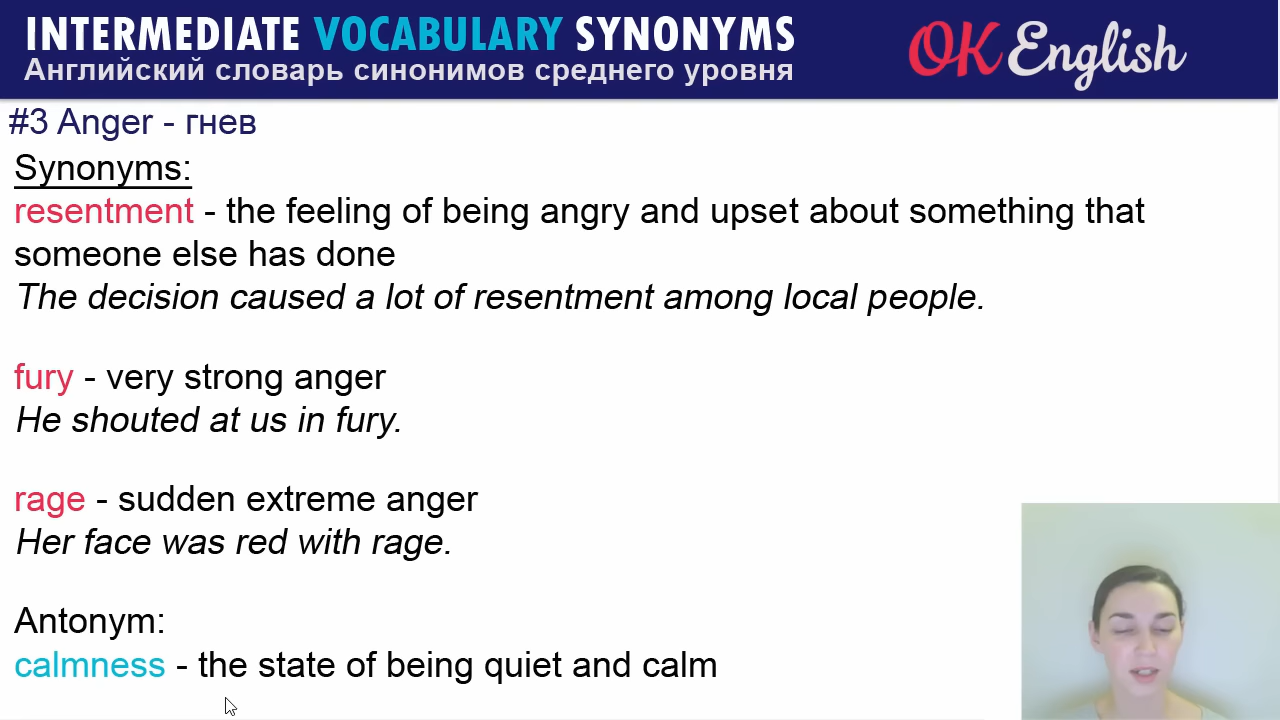 INTERMEDIATE VOCABULARY SYNONYMS
Английский словарь синонимов среднего уровня
OK English
#3 Anger - гнев
Synonyms:
resentment - the feeling of being angry and upset about something that
someone else has done
The decision caused a lot of resentment among local people.
fury - very strong anger
He shouted at us in fury.
rage - sudden extreme anger
Her face was red with rage.
Antonym:
calmness - the state of being quiet and calm